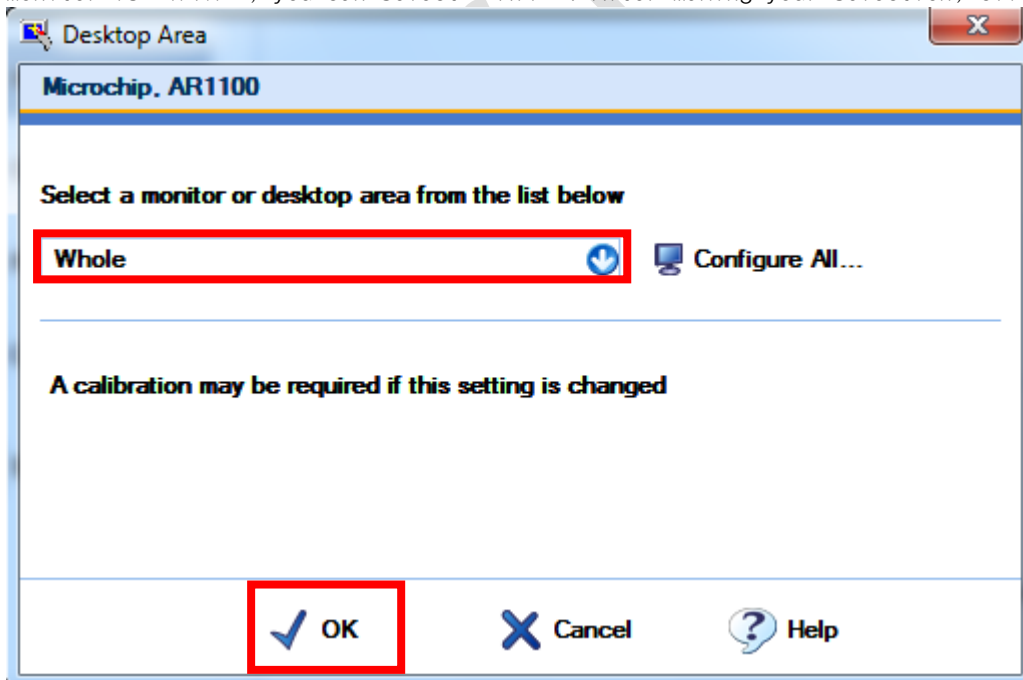 Desktop Area
Microchip, AR1100
Select a monitor or desktop area from the list below
Whole
Configure All...
A calibration may be required if this setting is changed
OK Cancel Help